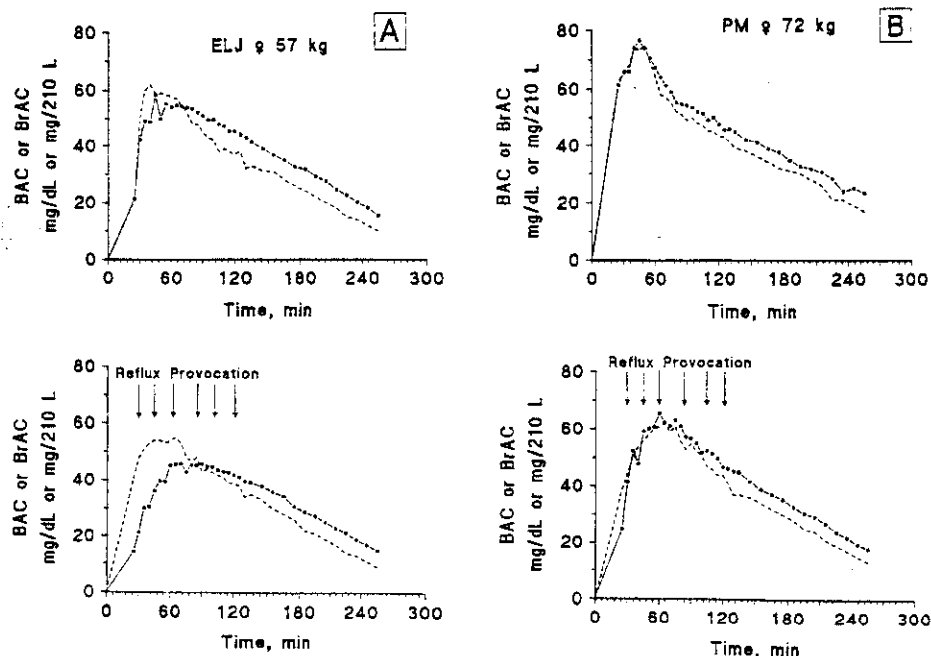 ELJ ♀ 57 kg
A
BAC or BrAC
mg/dL or mg/210 L
80
60
40
20
0
0 60 120 180 240 300
Time, min
PM ♀ 72 kg
B
BAC or BrAC
mg/dL or mg/210 L
80
60
40
20
0
0 60 120 180 240 300
Time, min
Reflux Provocation
BAC or BrAC
mg/dL or mg/210 L
80
60
40
20
0
0 60 120 180 240 300
Time, min
Reflux Provocation
BAC or BrAC
mg/dL or mg/210 L
80
60
40
20
0
0 60 120 180 240 300
Time, min